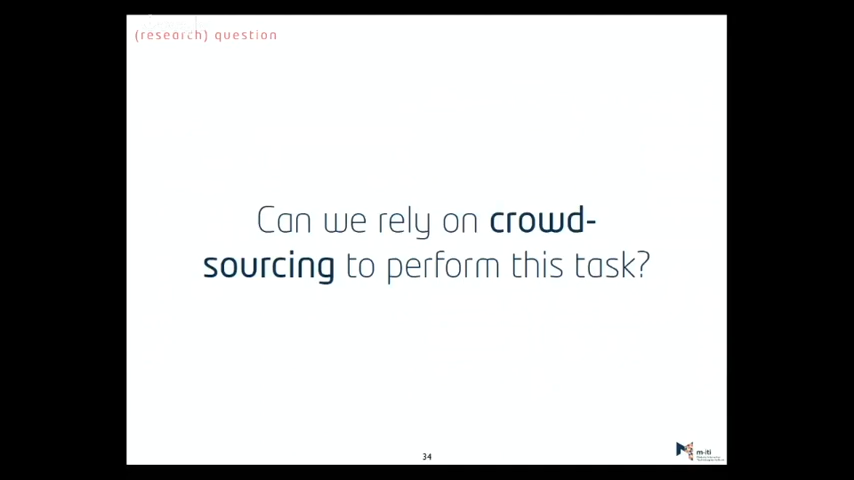 (research) question
Can we rely on crowd-
sourcing to perform this task?
34
m-iti